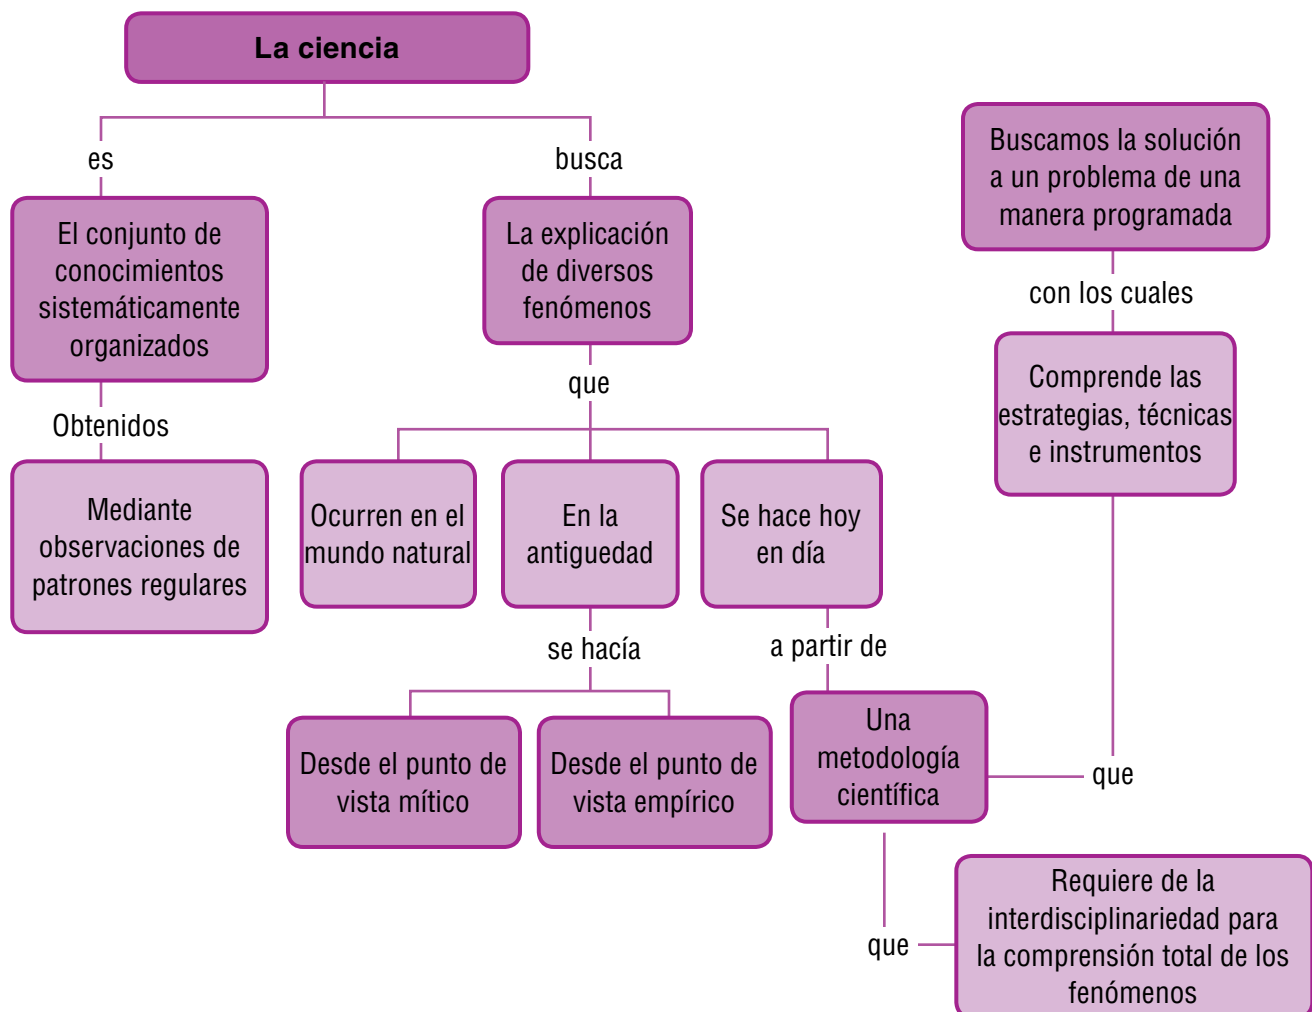 La ciencia
es
El conjunto de
conocimientos
sistemáticamente
organizados
Obtenidos
Mediante
observaciones de
patrones regulares
busca
La explicación
de diversos
fenómenos
que
Ocurren en el
mundo natural
En la
antiguedad
se hacía
Desde el punto de
vista mítico
Desde el punto de
vista empírico
Se hace hoy
en día
a partir de
Una
metodología
científica
que
Comprende las
estrategias, técnicas
e instrumentos
con los cuales
Buscamos la solución
a un problema de una
manera programada
que
Requiere de la
interdisciplinariedad para
la comprensión total de los
fenómenos